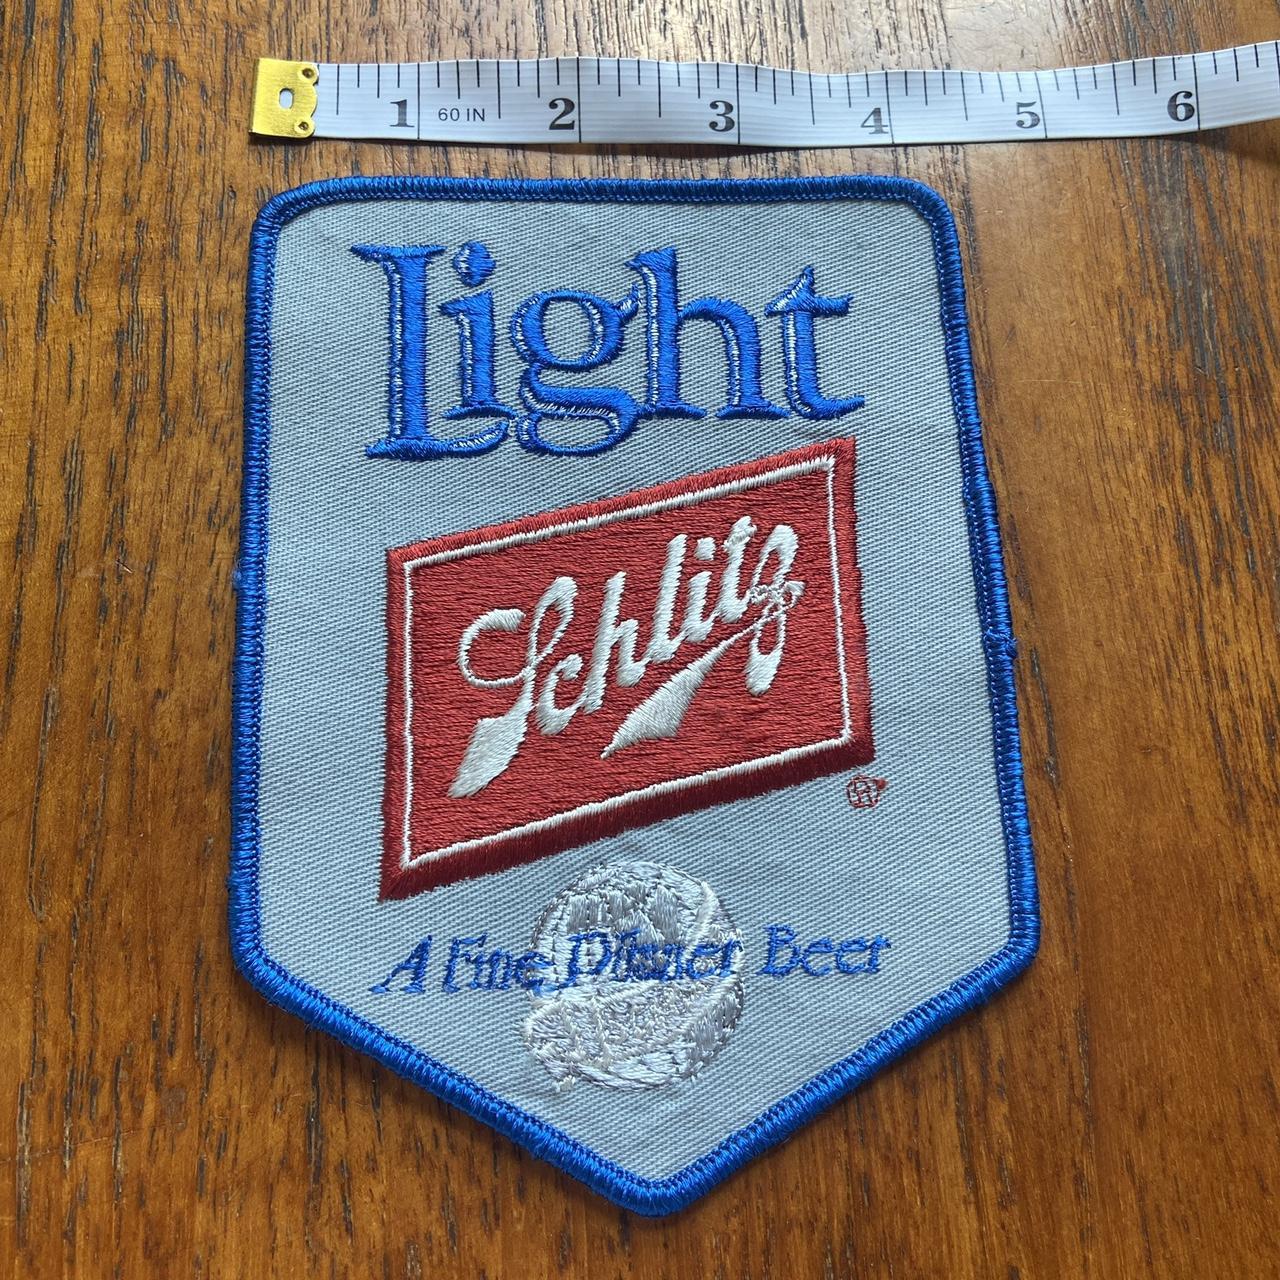 1 60 IN 2 3 4 5 6
Light
Schlitz
®
A Fine Pilsner Beer